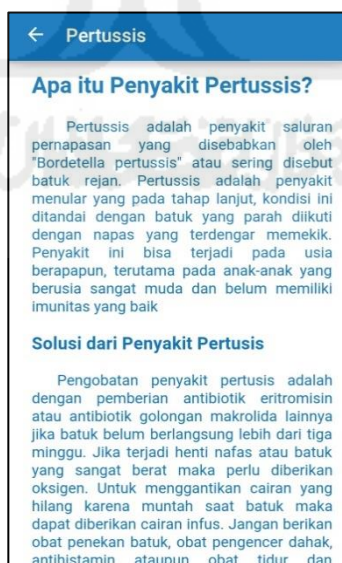 ← Pertussis
Apa itu Penyakit Pertussis?
Pertussis adalah penyakit saluran
pernapasan yang disebabkan oleh
"Bordetella pertussis" atau sering disebut
batuk rejan. Pertussis adalah penyakit
menular yang pada tahap lanjut, kondisi ini
ditandai dengan batuk yang parah diikuti
dengan napas yang terdengar memekik.
Penyakit ini bisa terjadi pada usia
berapapun, terutama pada anak-anak yang
berusia sangat muda dan belum memiliki
imunitas yang baik
Solusi dari Penyakit Pertusis
Pengobatan penyakit pertusis adalah
dengan pemberian antibiotik eritromisin
atau antibiotik golongan makrolida lainnya
jika batuk belum berlangsung lebih dari tiga
minggu. Jika terjadi henti nafas atau batuk
yang sangat berat maka perlu diberikan
oksigen. Untuk menggantikan cairan yang
hilang karena muntah saat batuk maka
dapat diberikan cairan infus. Jangan berikan
obat penekan batuk, obat pengencer dahak,
antihistamin ataupun obat tidur dan